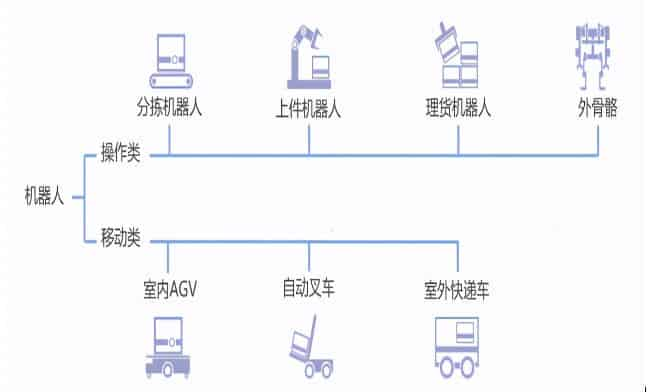 分拣机器人
上件机器人
理货机器人
外骨骼
操作类
机器人
移动类
室内AGV
自动叉车
室外快递车